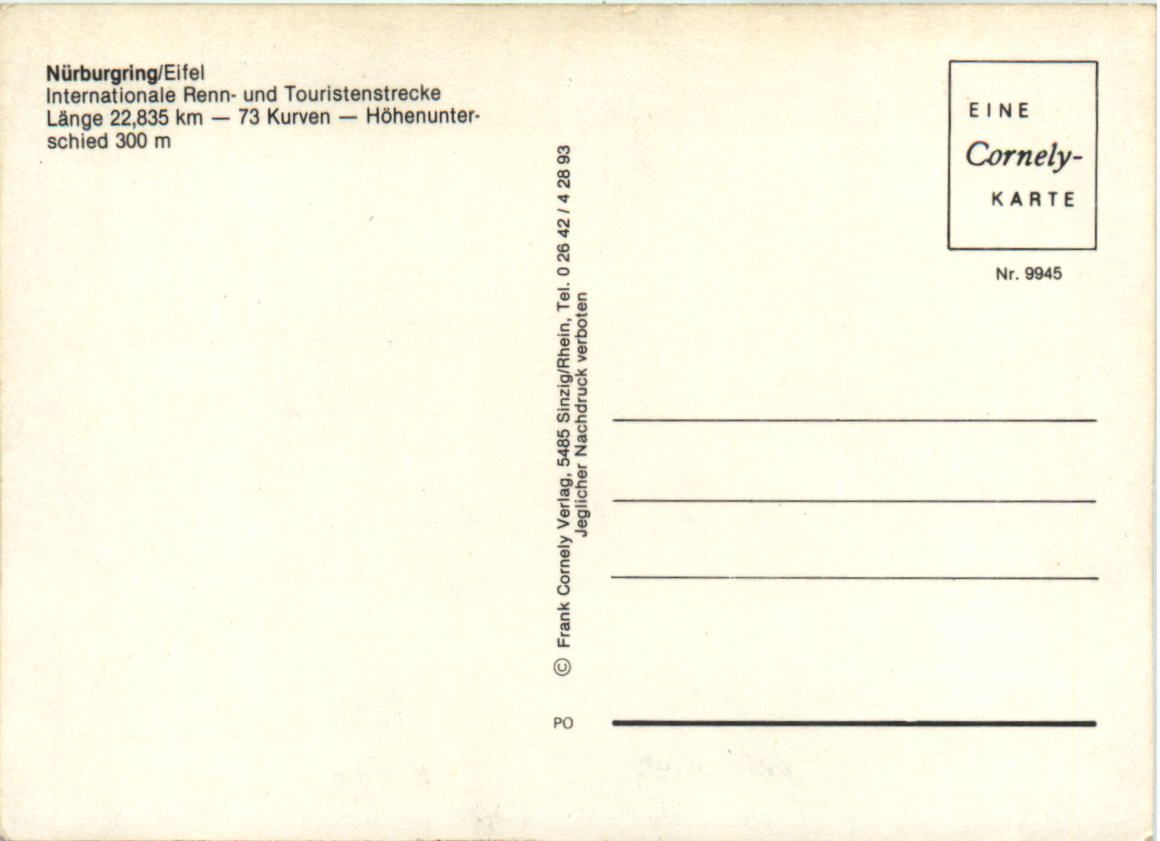 Nürburgring/Eifel
Internationale Renn- und Touristenstrecke
Länge 22,835 km — 73 Kurven — Höhenunter-
schied 300 m
© Frank Cornely Verlag, 5485 Sinzig/Rhein, Tel. 0 26 42 / 4 28 93
Jeglicher Nachdruck verboten
PO
EINE
Cornely-
KARTE
Nr. 9945